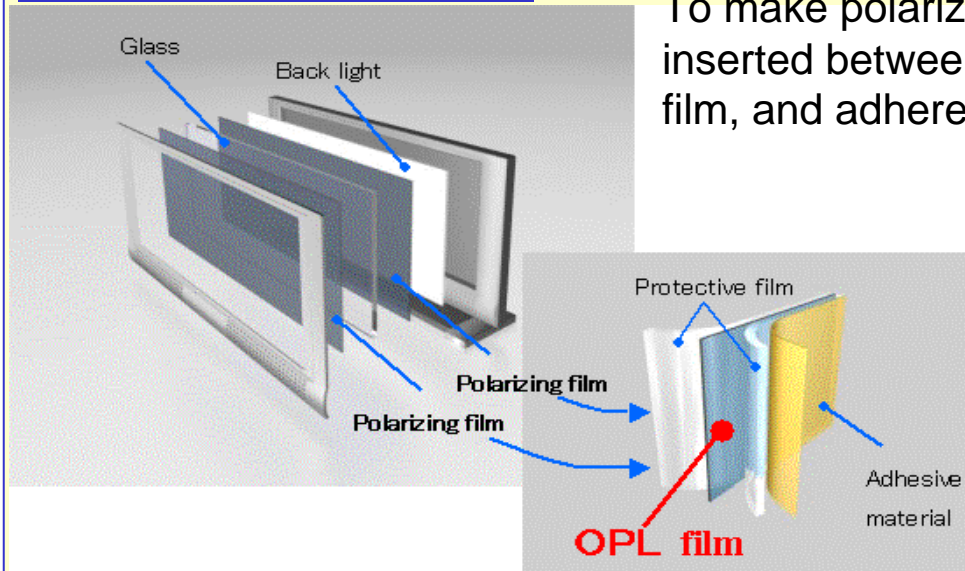 To make polariz
inserted betwee
film, and adhere
Glass
Back light
Polarizing film
Polarizing film
Protective film
Adhesive
material
OPL film